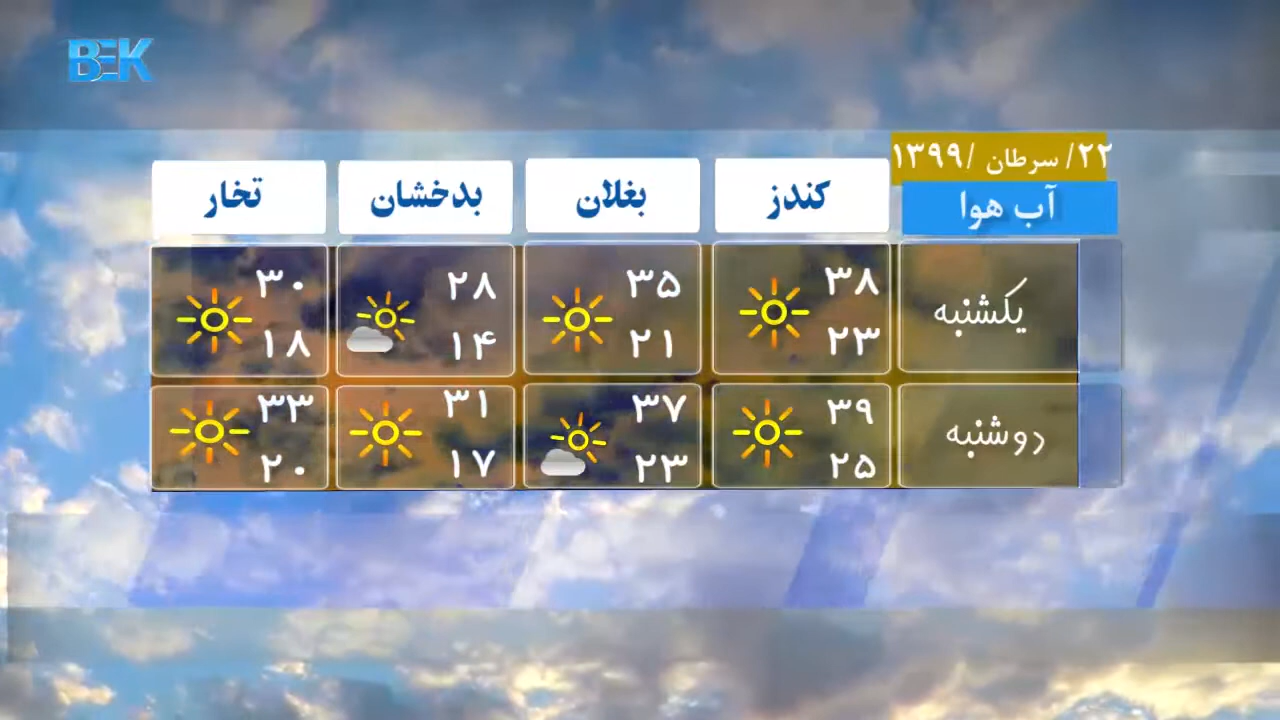 BEK
۲۲/ سرطان /۱۳۹۹
آب هوا
کندز
بغلان
بدخشان
تخار
یکشنبه
۳۸
۲۳
۳۵
۲۱
۲۸
۱۴
۳۰
۱۸
دوشنبه
۳۹
۲۵
۳۷
۲۳
۳۱
۱۷
۳۳
۲۰